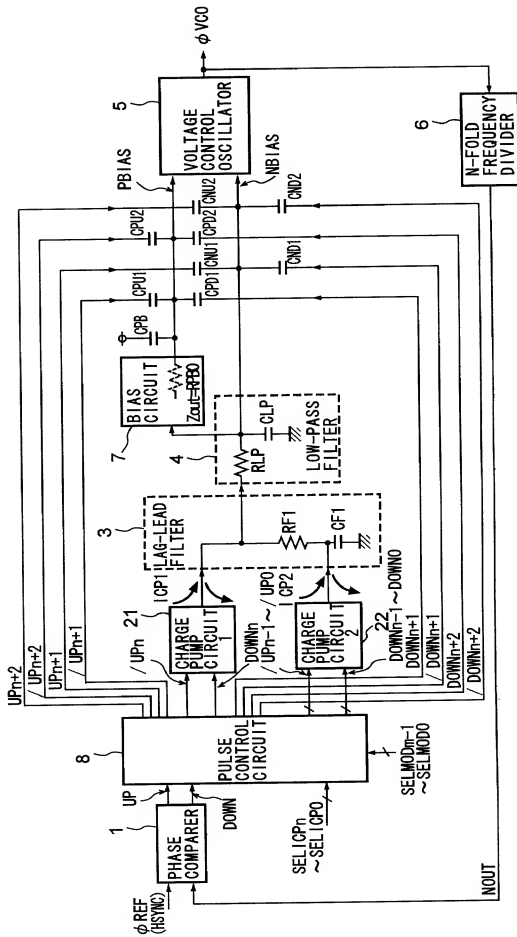 φREF
(HSYNC)
1
PHASE
COMPARER
UP
DOWN
8
PULSE
CONTROL
CIRCUIT
SELICPn
~SELICP0
SELMODm-1
~SELMOD0
UPn+2
/UPn+2
UPn+1
/UPn+1
/UPn
DOWNn
21
CHARGE
PUMP
CIRCUIT
1
ICP1
/UPn-1~/UP0
CHARGE
PUMP
CIRCUIT
2
22
ICP2
DOWNn-1~DOWN0
/DOWNn+1
DOWNn+1
/DOWNn+2
DOWNn+2
3
LAG-LEAD
FILTER
RF1
CF1
4
RLP
CLP
LOW-PASS
FILTER
7
BIAS
CIRCUIT
Zout=RPBO
CPB
CPU1
CPD1
CNU1
CND1
CPU2
CPD2
CNU2
CND2
PBIAS
NBIAS
5
VOLTAGE
CONTROL
OSCILLATOR
φVCO
6
N-FOLD
FREQUENCY
DIVIDER
NOUT